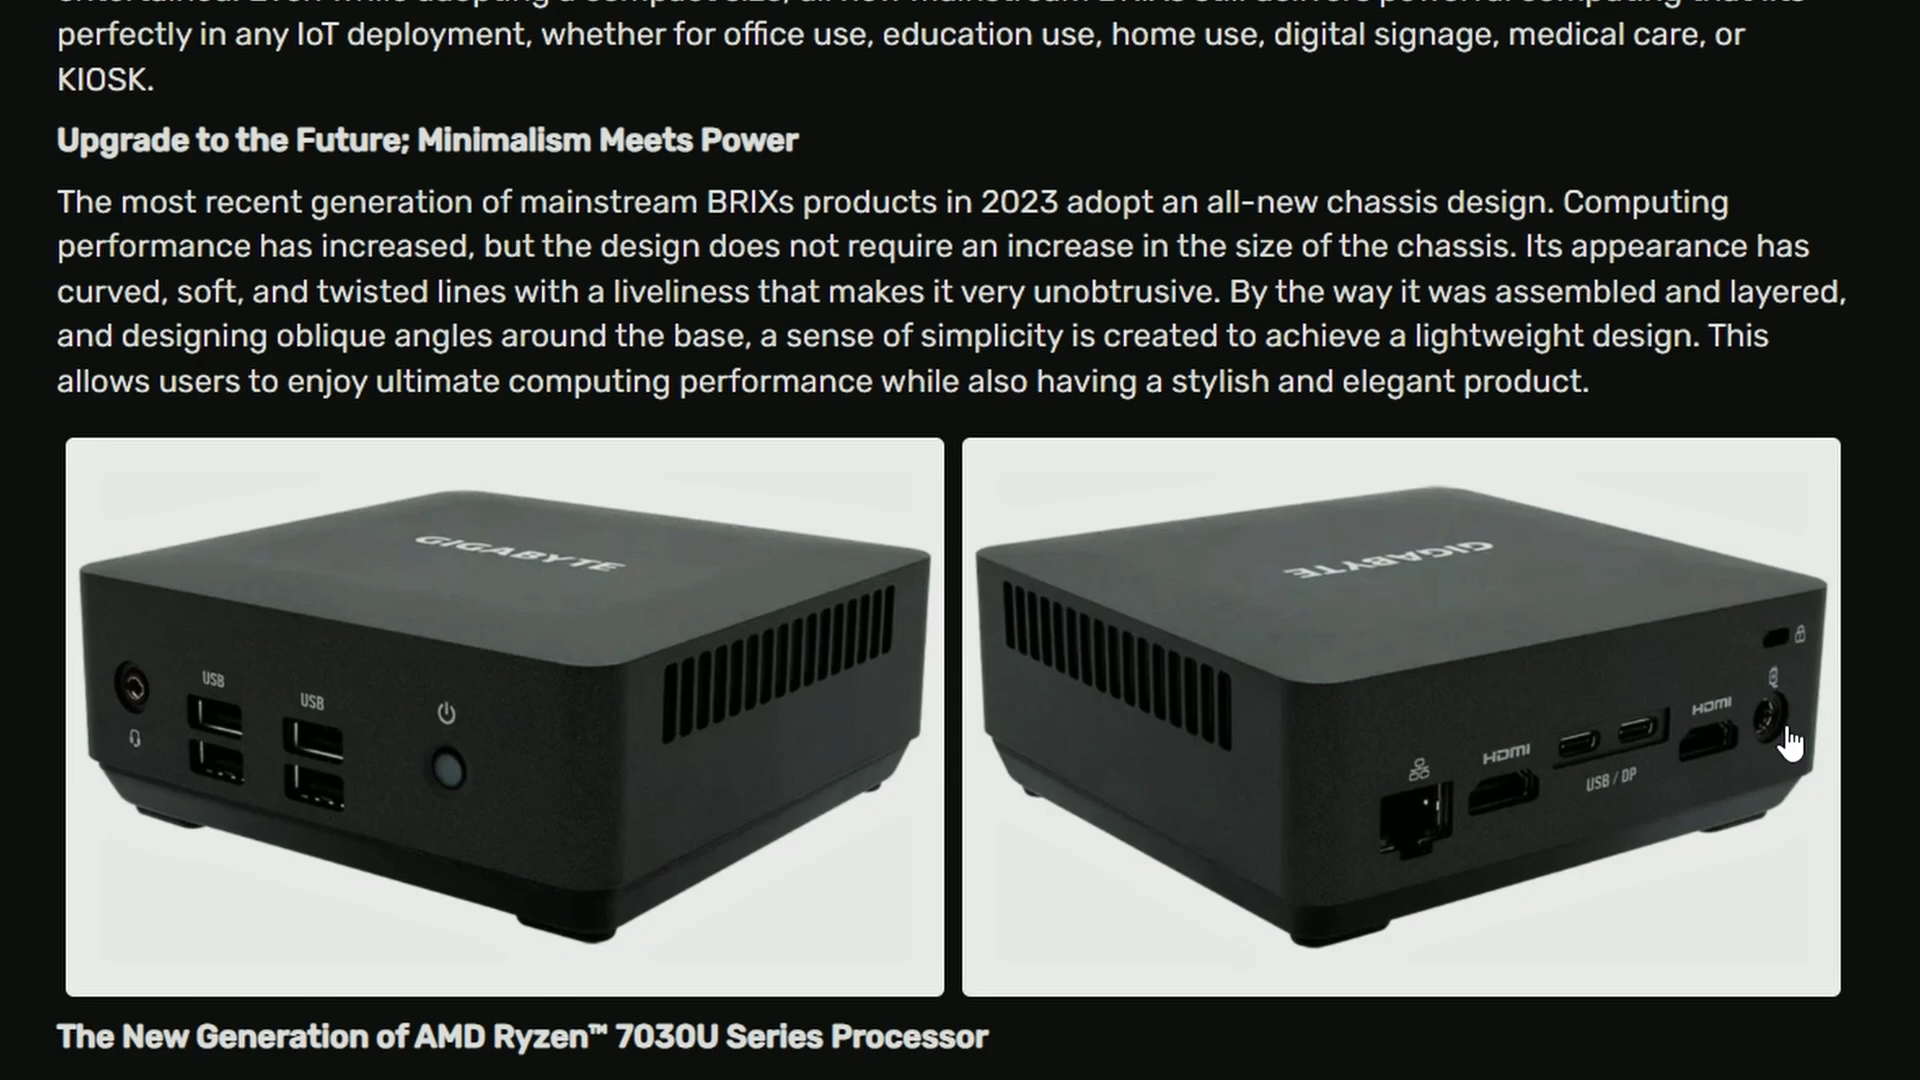 perfectly in any IoT deployment, whether for office use, education use, home use, digital signage, medical care, or
KIOSK.
Upgrade to the Future; Minimalism Meets Power
The most recent generation of mainstream BRIXs products in 2023 adopt an all-new chassis design. Computing
performance has increased, but the design does not require an increase in the size of the chassis. Its appearance has
curved, soft, and twisted lines with a liveliness that makes it very unobtrusive. By the way it was assembled and layered,
and designing oblique angles around the base, a sense of simplicity is created to achieve a lightweight design. This
allows users to enjoy ultimate computing performance while also having a stylish and elegant product.
GIGABYTE
USB
USB
GIGABYTE
HDMI
USB / DP
HDMI
The New Generation of AMD Ryzen™ 7030U Series Processor